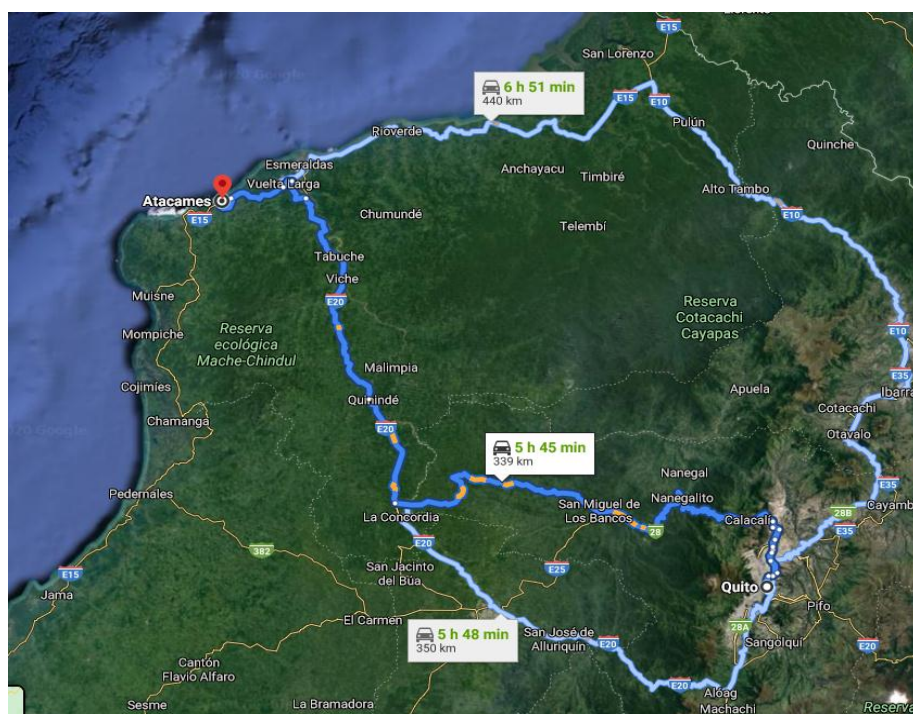 Llorente
E15
San Lorenzo
6 h 51 min
440 km
E15
E10
Rioverde
Pulún
Quinche
Anchayacu
Timbiré
Esmeraldas
Vuelta Larga
Atacames
Alto Tambo
E15
Chumundé
E10
Telembí
Tabuche
Viche
Muisne
E20
Reserva
Cotacachi
Cayapas
Mompiche
Reserva
ecológica
Mache-Chindul
E10
Malimpia
E35
Cojimíes
Apuela
Ibarra
Quinindé
Cotacachi
Chamanga
E20
Otavalo
5 h 45 min
339 km
Nanegal
E35
Pedernales
San Miguel de
Los Bancos
Nanegalito
Cayamb
La Concordia
28B
Calacalí
28
E35
E20
382
San Jacinto
del Búa
E25
E15
Quito
Jama
Pifo
El Carmen
5 h 48 min
350 km
San José de
Alluriquín
28A
Sangolqui
E20
E20
Cantón
Flavio Alfaro
E20
Aloag
Machachi
Sesme
La Bramadora
Reserva